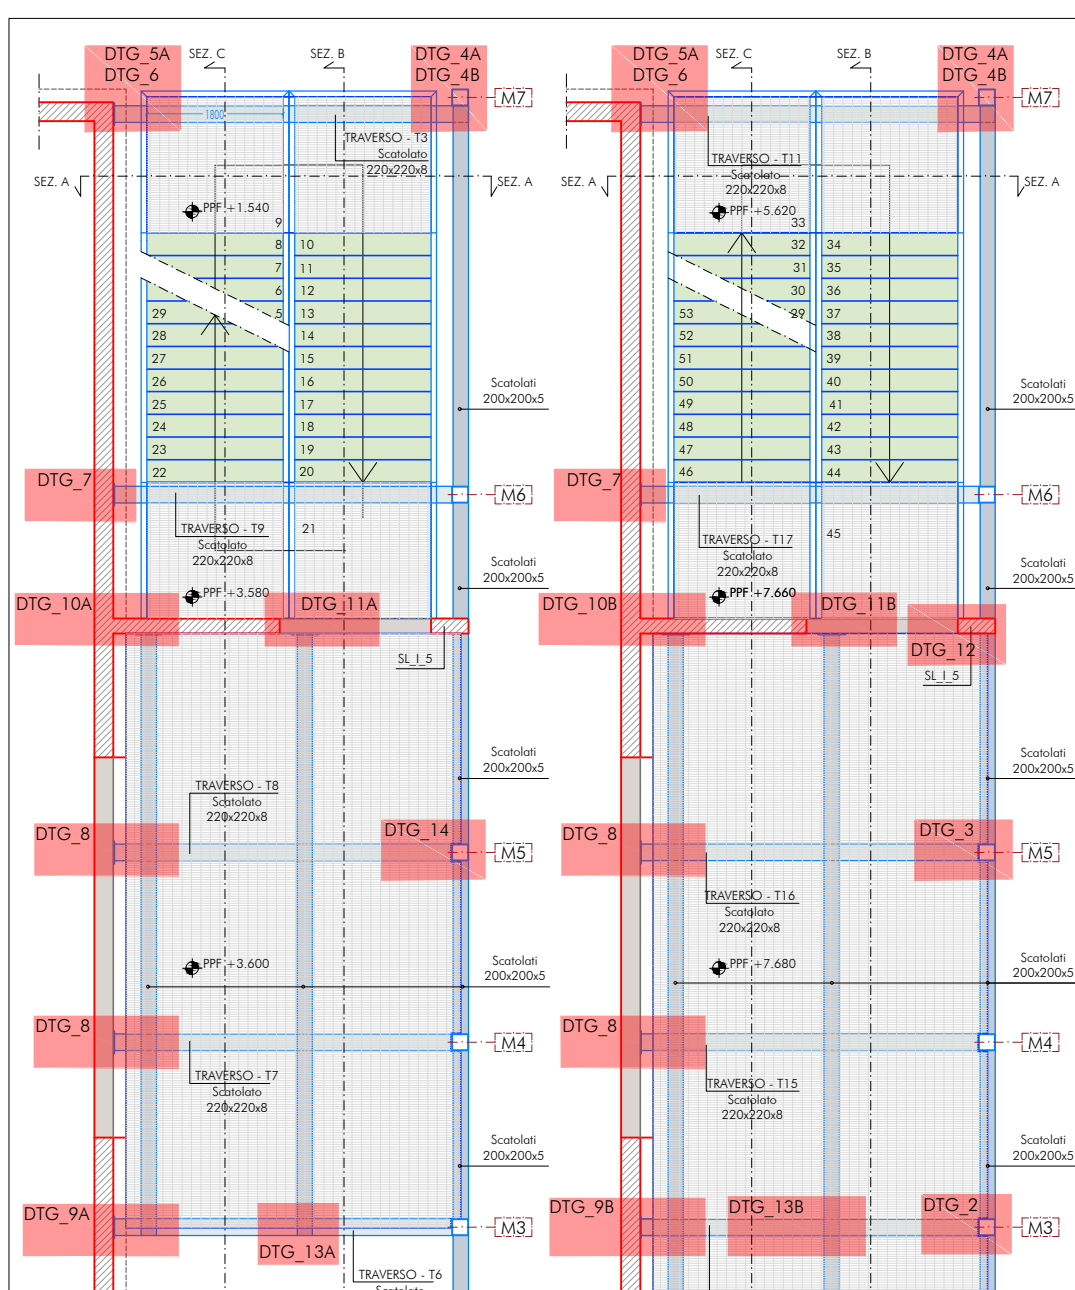 DTG_5A
DTG_6
SEZ. C
SEZ. B
DTG_4A
DTG_4B
M7
1800
TRAVERSO - T3
Scatolato
220x220x8
SEZ. A
SEZ. A
PPF +1.540
9
8
10
7
11
6
12
5
13
29
28
14
27
15
26
16
25
17
24
18
23
19
22
20
Scatolati
200x200x5
DTG_7
M6
TRAVERSO - T9
Scatolato
220x220x8
21
Scatolati
200x200x5
PPF +3.580
DTG_10A
DTG_11A
SL_I_5
Scatolati
200x200x5
TRAVERSO - T8
Scatolato
220x220x8
DTG_8
DTG_14
M5
PPF +3.600
Scatolati
200x200x5
DTG_8
M4
TRAVERSO - T7
Scatolato
220x220x8
Scatolati
200x200x5
DTG_9A
M3
DTG_13A
TRAVERSO - T6
Scatolato
DTG_5A
DTG_6
SEZ. C
SEZ. B
DTG_4A
DTG_4B
M7
TRAVERSO - T11
Scatolato
220x220x8
SEZ. A
SEZ. A
PPF +5.620
33
32
34
31
35
30
36
29
37
53
52
38
51
39
50
40
49
41
48
42
47
43
46
44
Scatolati
200x200x5
DTG_7
M6
TRAVERSO - T17
Scatolato
220x220x8
45
Scatolati
200x200x5
PPF +7.660
DTG_10B
DTG_11B
DTG_12
SL_I_5
Scatolati
200x200x5
DTG_8
DTG_3
M5
TRAVERSO - T16
Scatolato
220x220x8
PPF +7.680
Scatolati
200x200x5
DTG_8
M4
TRAVERSO - T15
Scatolato
220x220x8
Scatolati
200x200x5
DTG_9B
DTG_13B
DTG_2
M3